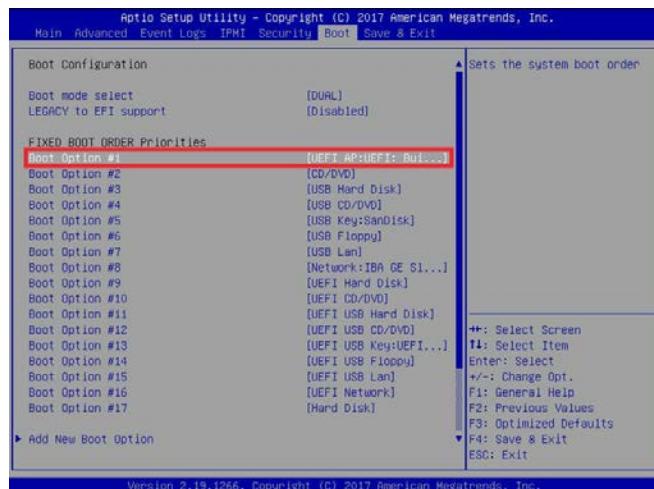 Aptio Setup Utility – Copyright (C) 2017 American Megatrends, Inc.
Main Advanced Event Logs IPMI Security Boot Save & Exit
Boot Configuration
Boot mode select [DUAL]
LEGACY to EFI support [Disabled]
FIXED BOOT ORDER Priorities
Boot Option #1 [UEFI AP:UEFI: Bui...]
Boot Option #2 [CD/DVD]
Boot Option #3 [USB Hard Disk]
Boot Option #4 [USB CD/DVD]
Boot Option #5 [USB Key:SanDisk]
Boot Option #6 [USB Floppy]
Boot Option #7 [USB Lan]
Boot Option #8 [Network:IBA GE Sl...]
Boot Option #9 [UEFI Hard Disk]
Boot Option #10 [UEFI CD/DVD]
Boot Option #11 [UEFI USB Hard Disk]
Boot Option #12 [UEFI USB CD/DVD]
Boot Option #13 [UEFI USB Key:UEFI...]
Boot Option #14 [UEFI USB Floppy]
Boot Option #15 [UEFI USB Lan]
Boot Option #16 [UEFI Network]
Boot Option #17 [Hard Disk]
Add New Boot Option
Sets the system boot order
→←: Select Screen
↑↓: Select Item
Enter: Select
+/-: Change Opt.
F1: General Help
F2: Previous Values
F3: Optimized Defaults
F4: Save & Exit
ESC: Exit
Version 2.19.1266. Copyright (C) 2017 American Megatrends, Inc.